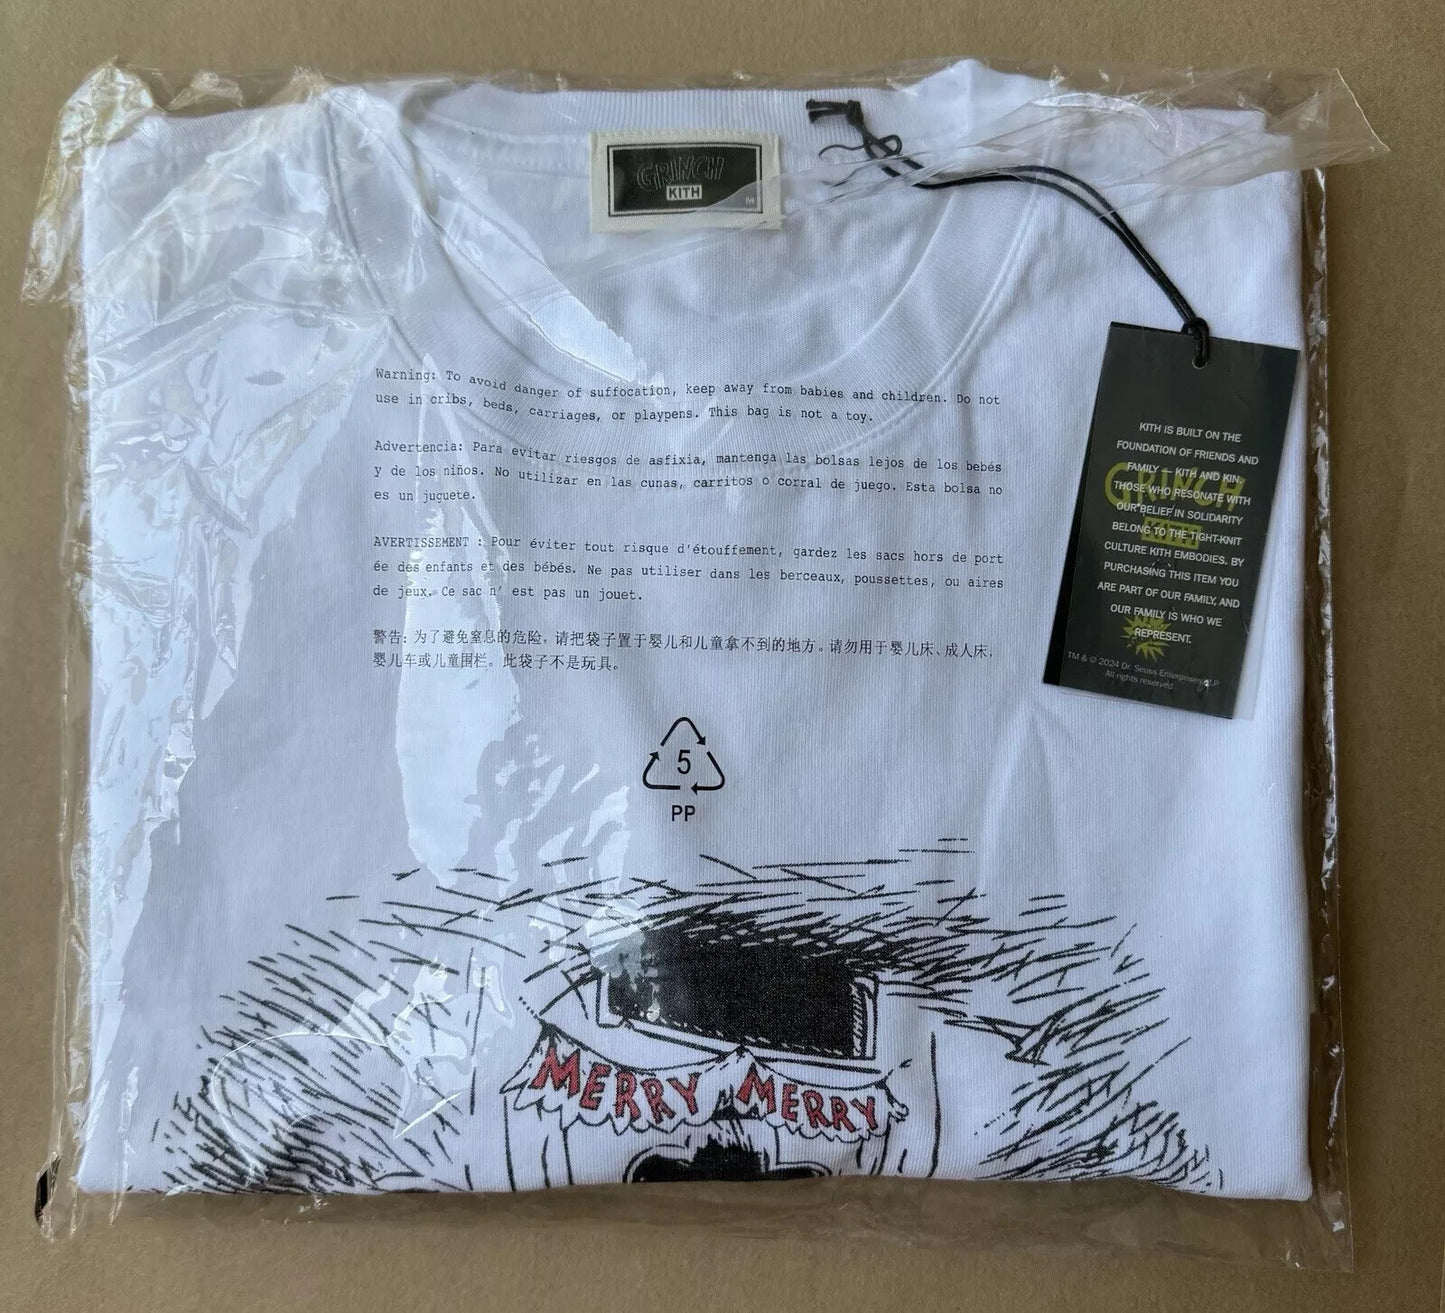 GRINCH
KITH
M
Warning: To avoid danger of suffocation, keep away from babies and children. Do not
use in cribs, beds, carriages, or playpens. This bag is not a toy.
Advertencia: Para evitar riesgos de asfixia, mantenga las bolsas lejos de los bebés
y de los niños. No utilizar en las cunas, carritos o corral de juego. Esta bolsa no
es un jucuete.
AVERTISSEMENT : Pour éviter tout risque d'étouffement, gardez les sacs hors de port
ée des enfants et des bébés. Ne pas utiliser dans les berceaux, poussettes, ou aires
de jeux. Ce sac n' est pas un jouet.
警告: 为了避免窒息的危险, 请把袋子置于婴儿和儿童拿不到的地方。请勿用于婴儿床、成人床,
婴儿车或儿童围栏。此袋子不是玩具。
5
PP
KITH IS BUILT ON THE
FOUNDATION OF FRIENDS AND
FAMILY — KITH AND KIN.
THOSE WHO RESONATE WITH
OUR BELIEF IN SOLIDARITY
BELONG TO THE TIGHT-KNIT
CULTURE KITH EMBODIES. BY
PURCHASING THIS ITEM YOU
ARE PART OF OUR FAMILY, AND
OUR FAMILY IS WHO WE
REPRESENT.
GRINCH
KITH
TM & © 2024 Dr. Seuss Enterprises, LP
All rights reserved
MERRY MERRY